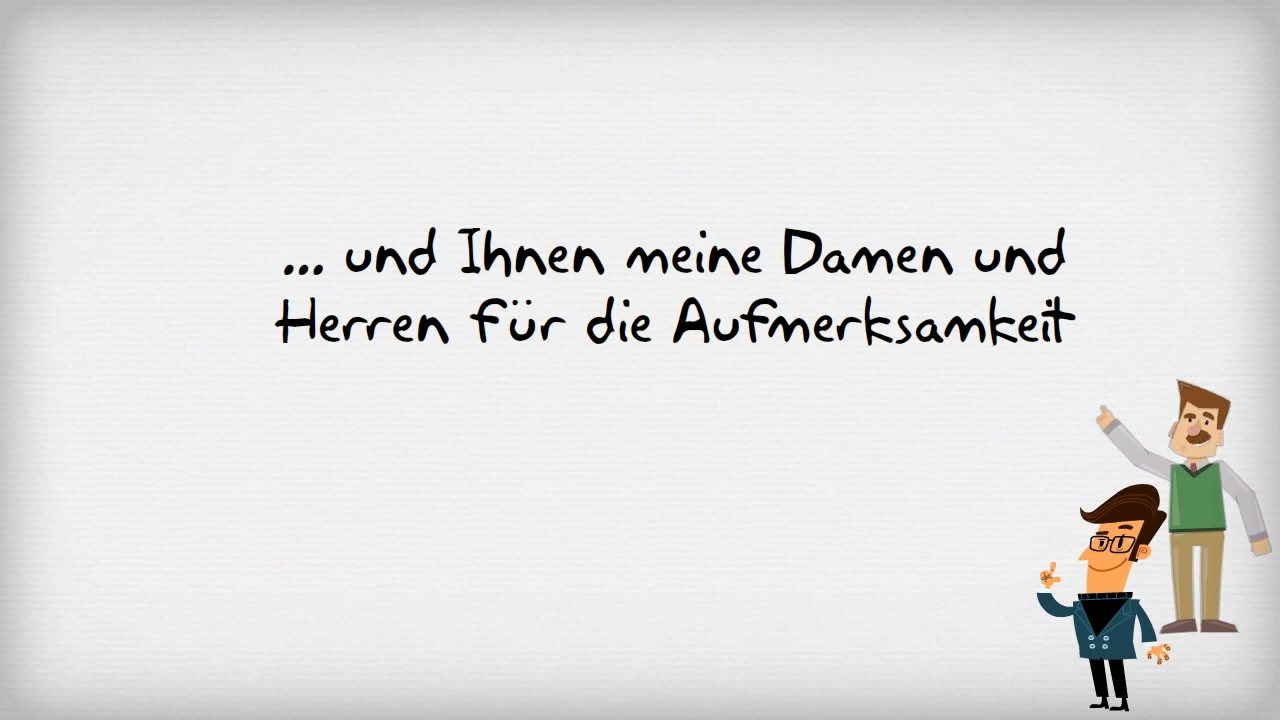 ... und Ihnen meine Damen und
Herren für die Aufmerksamkeit